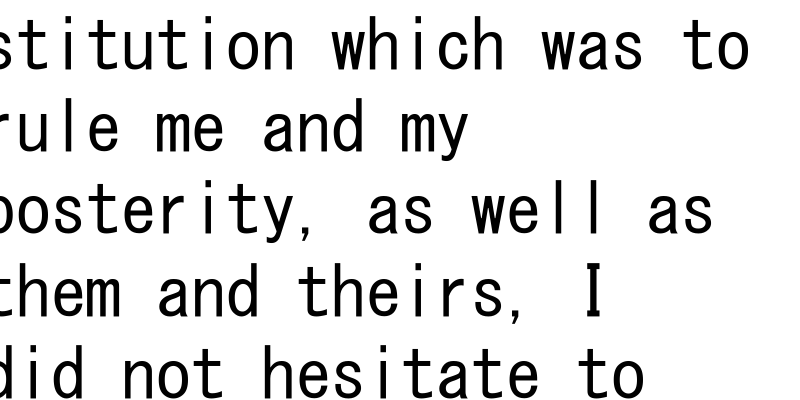 stitution which was to
rule me and my
posterity, as well as
them and theirs, I
did not hesitate to